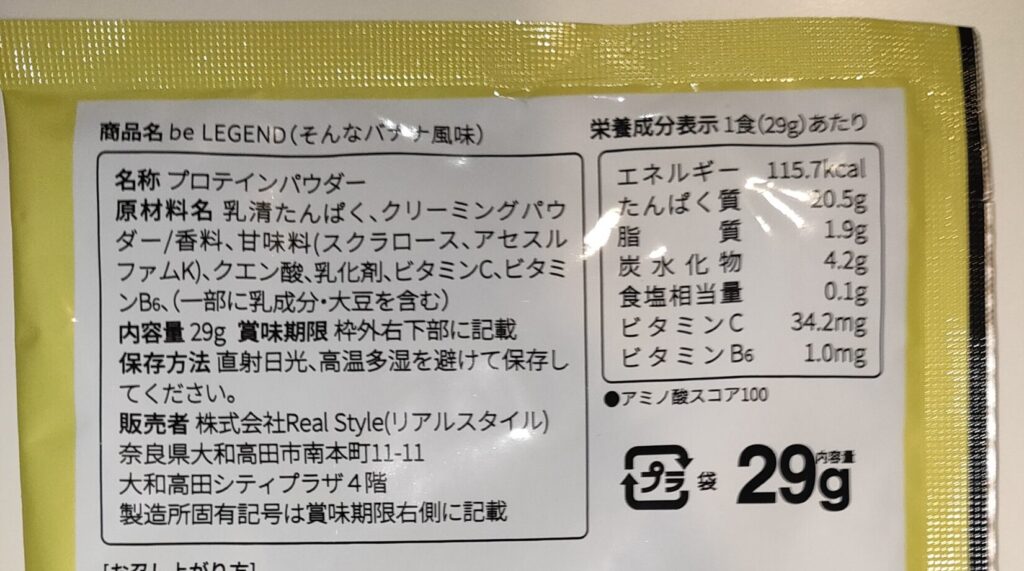 商品名 be LEGEND(そんなバナナ風味)
名称 プロテインパウダー
原材料名 乳清たんぱく、クリーミングパウ
ダー/香料、甘味料(スクラロース、アセスル
ファムK)、クエン酸、乳化剤、ビタミンC、ビタミ
ンB6、(一部に乳成分・大豆を含む)
内容量 29g 賞味期限 枠外右下部に記載
保存方法 直射日光、高温多湿を避けて保存し
てください。
販売者 株式会社Real Style(リアルスタイル)
奈良県大和高田市南本町11-11
大和高田シティプラザ4階
製造所固有記号は賞味期限右側に記載
[お召し上がり方]
栄養成分表示 1食(29g)あたり
エネルギー 115.7kcal
たんぱく質 20.5g
脂質 1.9g
炭水化物 4.2g
食塩相当量 0.1g
ビタミンC 34.2mg
ビタミンB6 1.0mg
●アミノ酸スコア100
プラ 袋 内容量 29g